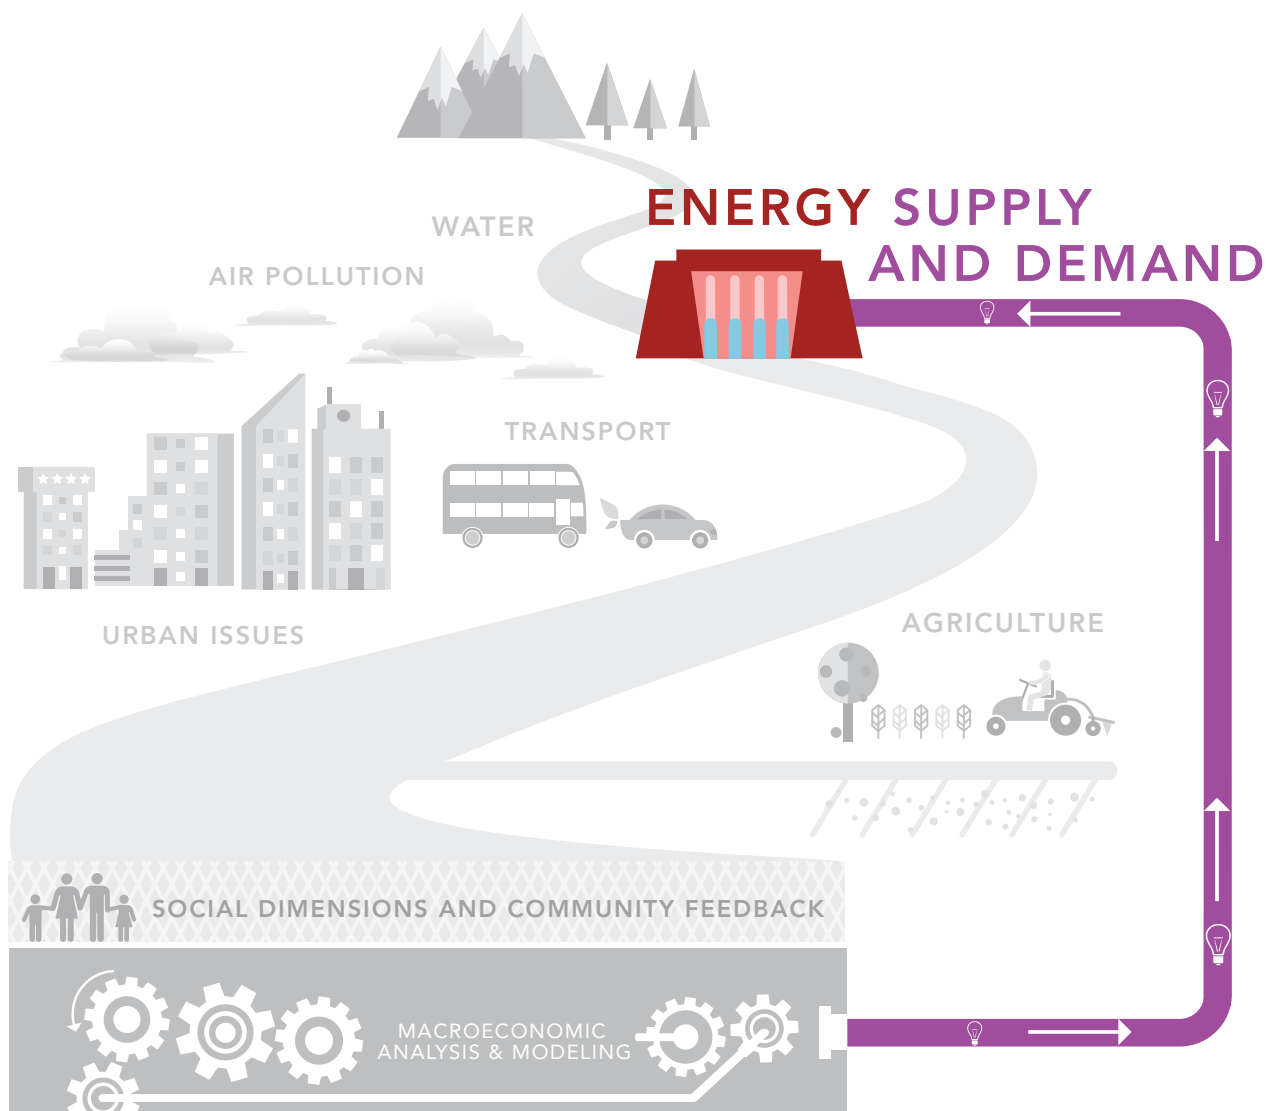 ENERGY SUPPLY
AND DEMAND
WATER
AIR POLLUTION
TRANSPORT
URBAN ISSUES
AGRICULTURE
SOCIAL DIMENSIONS AND COMMUNITY FEEDBACK
MACROECONOMIC
ANALYSIS & MODELING